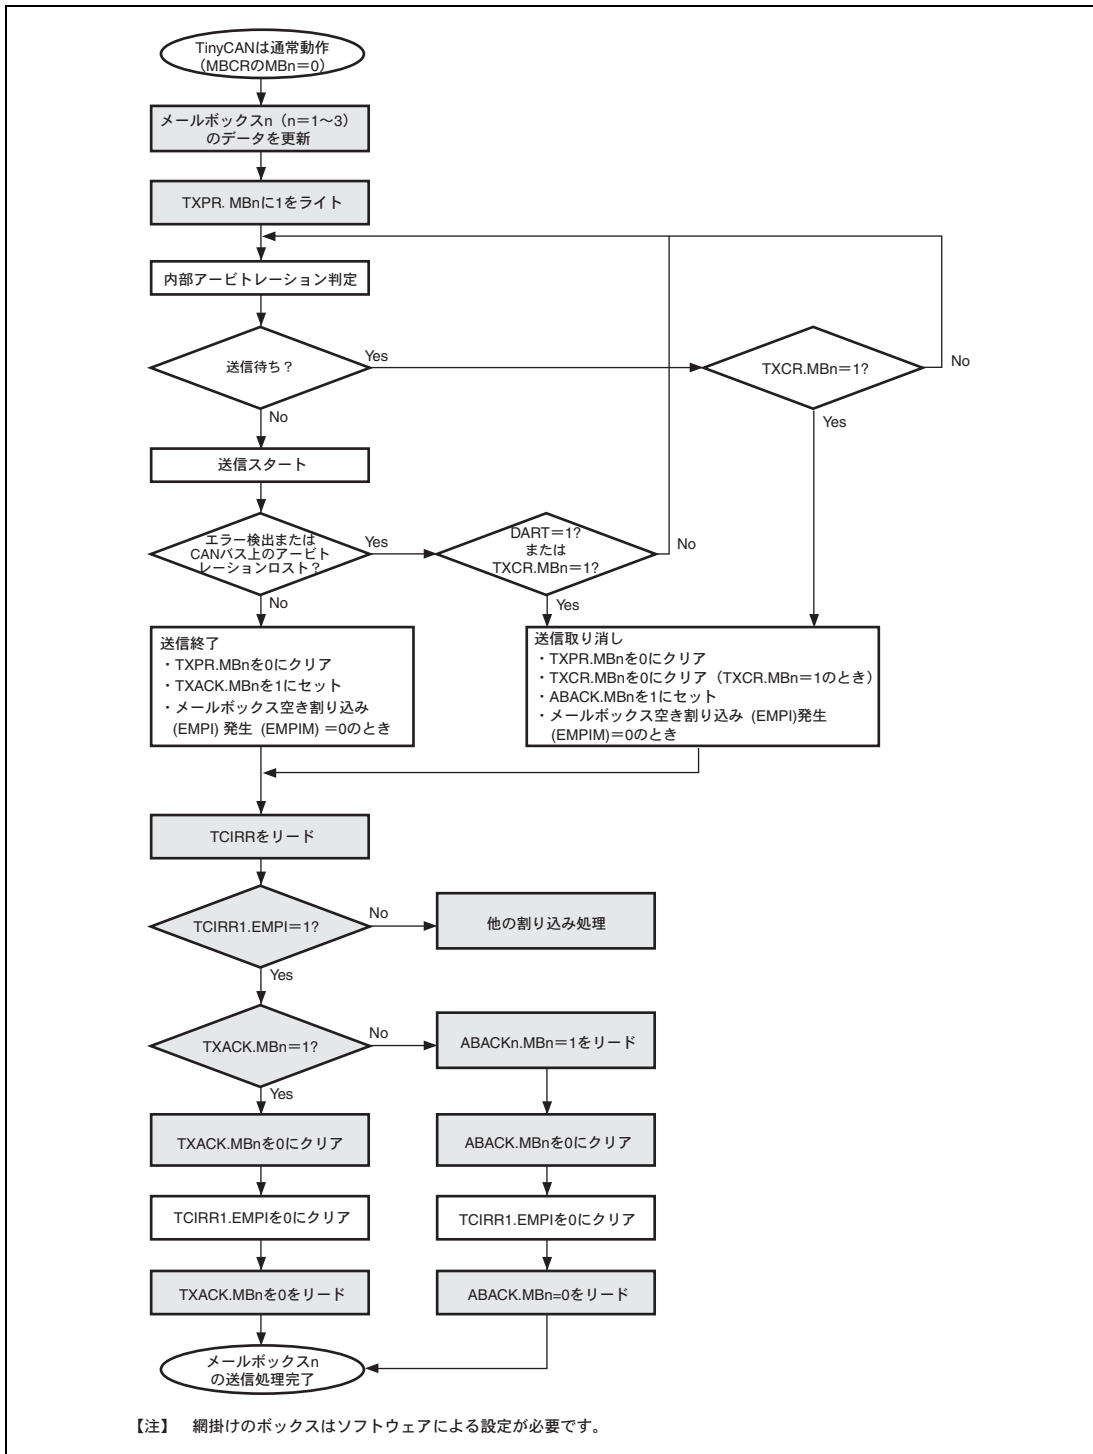 TinyCANは通常動作
(MBCRのMBn=0)
メールボックスn (n=1~3)
のデータを更新
TXPR. MBnに1をライト
内部アービトレーション判定
送信待ち?
Yes
No
TXCR.MBn=1?
No
Yes
送信スタート
エラー検出または
CANバス上のアービト
レーションロスト?
Yes
No
DART=1?
または
TXCR.MBn=1?
No
Yes
送信終了
・TXPR.MBnを0にクリア
・TXACK.MBnを1にセット
・メールボックス空き割り込み
(EMPI) 発生 (EMPIM) =0のとき
送信取り消し
・TXPR.MBnを0にクリア
・TXCR.MBnを0にクリア (TXCR.MBn=1のとき)
・ABACK.MBnを1にセット
・メールボックス空き割り込み (EMPI)発生
(EMPIM)=0のとき
TCIRRをリード
TCIRR1.EMPI=1?
No
Yes
他の割り込み処理
TXACK.MBn=1?
No
Yes
ABACKn.MBn=1をリード
TXACK.MBnを0にクリア
ABACK.MBnを0にクリア
TCIRR1.EMPIを0にクリア
TCIRR1.EMPIを0にクリア
TXACK.MBnを0をリード
ABACK.MBn=0をリード
メールボックスn
の送信処理完了
【注】 網掛けのボックスはソフトウェアによる設定が必要です。